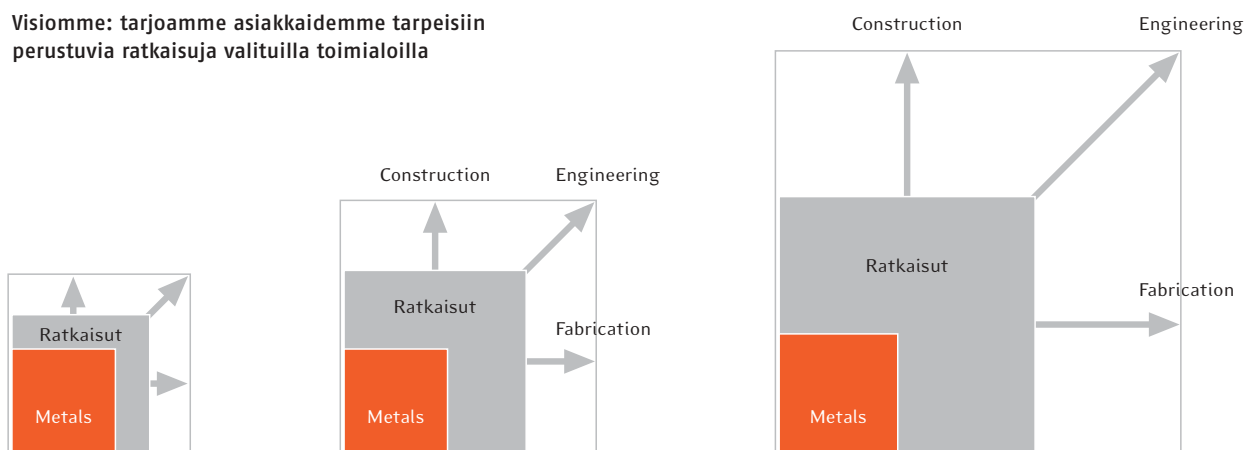 Visiomme: tarjoamme asiakkaidemme tarpeisiin
perustuvia ratkaisuja valituilla toimialoilla
Ratkaisut
Metals
Construction
Engineering
Ratkaisut
Fabrication
Metals
Construction
Engineering
Ratkaisut
Fabrication
Metals